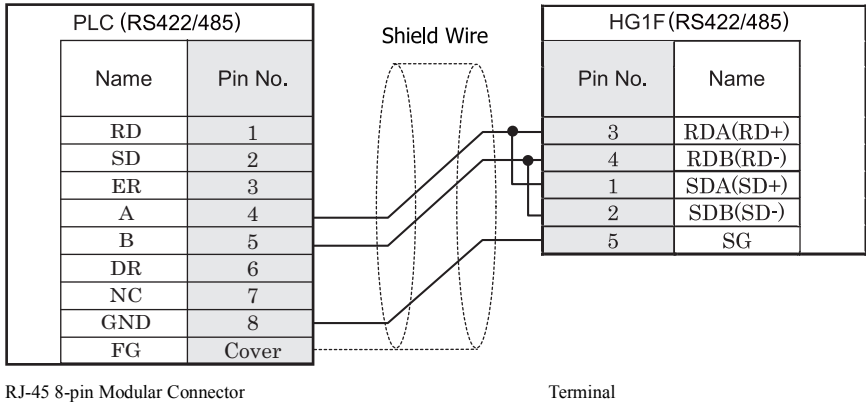 PLC (RS422/485)
Shield Wire
HG1F(RS422/485)
Name Pin No.
Pin No. Name
RD 1
SD 2
ER 3
A 4
B 5
DR 6
NC 7
GND 8
FG Cover
3 RDA(RD+)
4 RDB(RD-)
1 SDA(SD+)
2 SDB(SD-)
5 SG
RJ-45 8-pin Modular Connector
Terminal